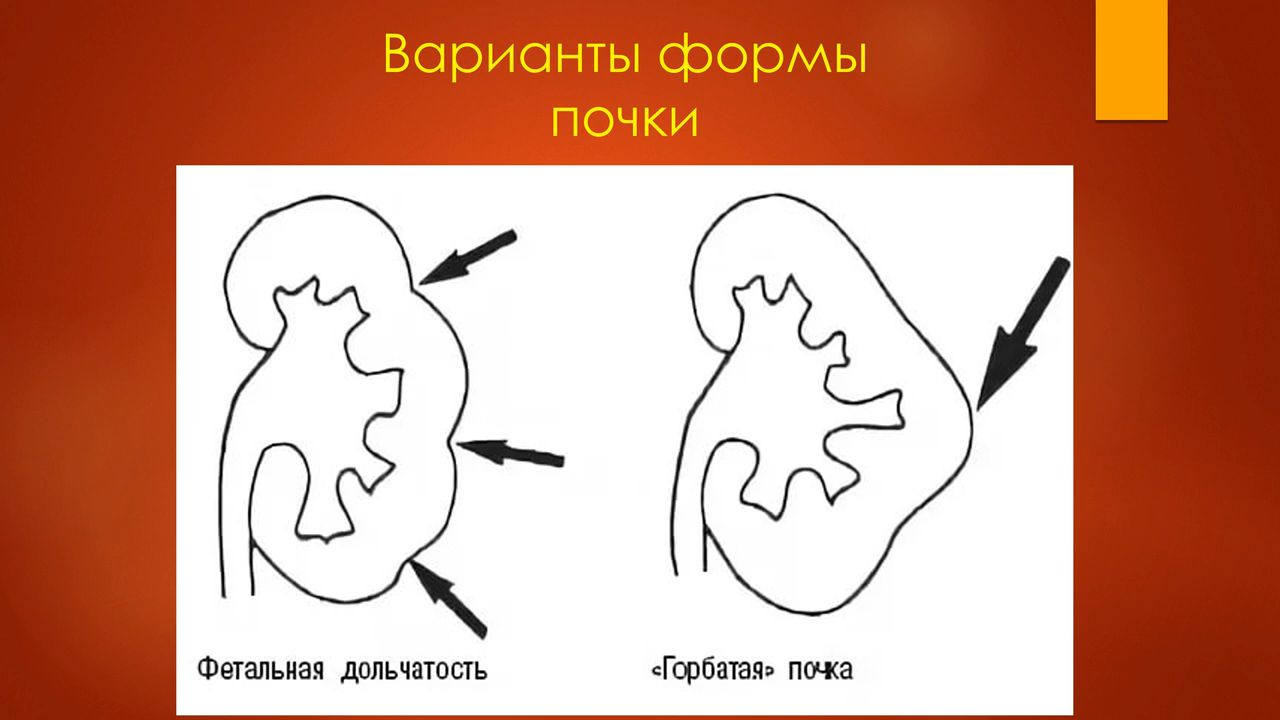 Варианты формы
почки
Фетальная дольчатость
«Горбатая» почка